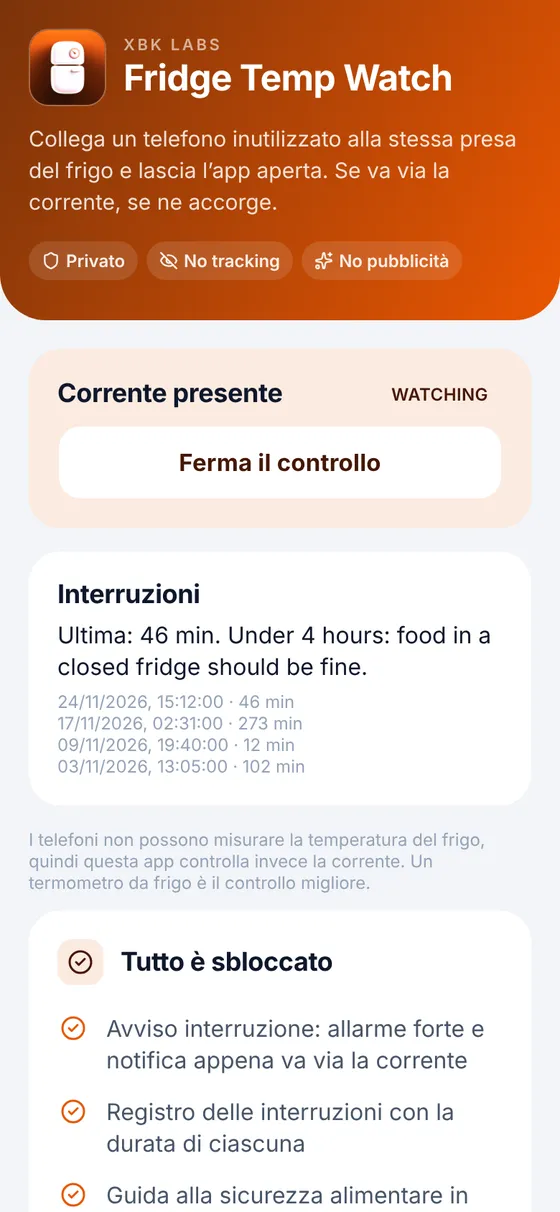 XBK LABS
Fridge Temp Watch
Collega un telefono inutilizzato alla stessa presa
del frigo e lascia l’app aperta. Se va via la
corrente, se ne accorge.
Privato
No tracking
No pubblicità
Corrente presente
WATCHING
Ferma il controllo
Interruzioni
Ultima: 46 min. Under 4 hours: food in a
closed fridge should be fine.
24/11/2026, 15:12:00 · 46 min
17/11/2026, 02:31:00 · 273 min
09/11/2026, 19:40:00 · 12 min
03/11/2026, 13:05:00 · 102 min
I telefoni non possono misurare la temperatura del frigo,
quindi questa app controlla invece la corrente. Un
termometro da frigo è il controllo migliore.
Tutto è sbloccato
Avviso interruzione: allarme forte e
notifica appena va via la corrente
Registro delle interruzioni con la
durata di ciascuna
Guida alla sicurezza alimentare in